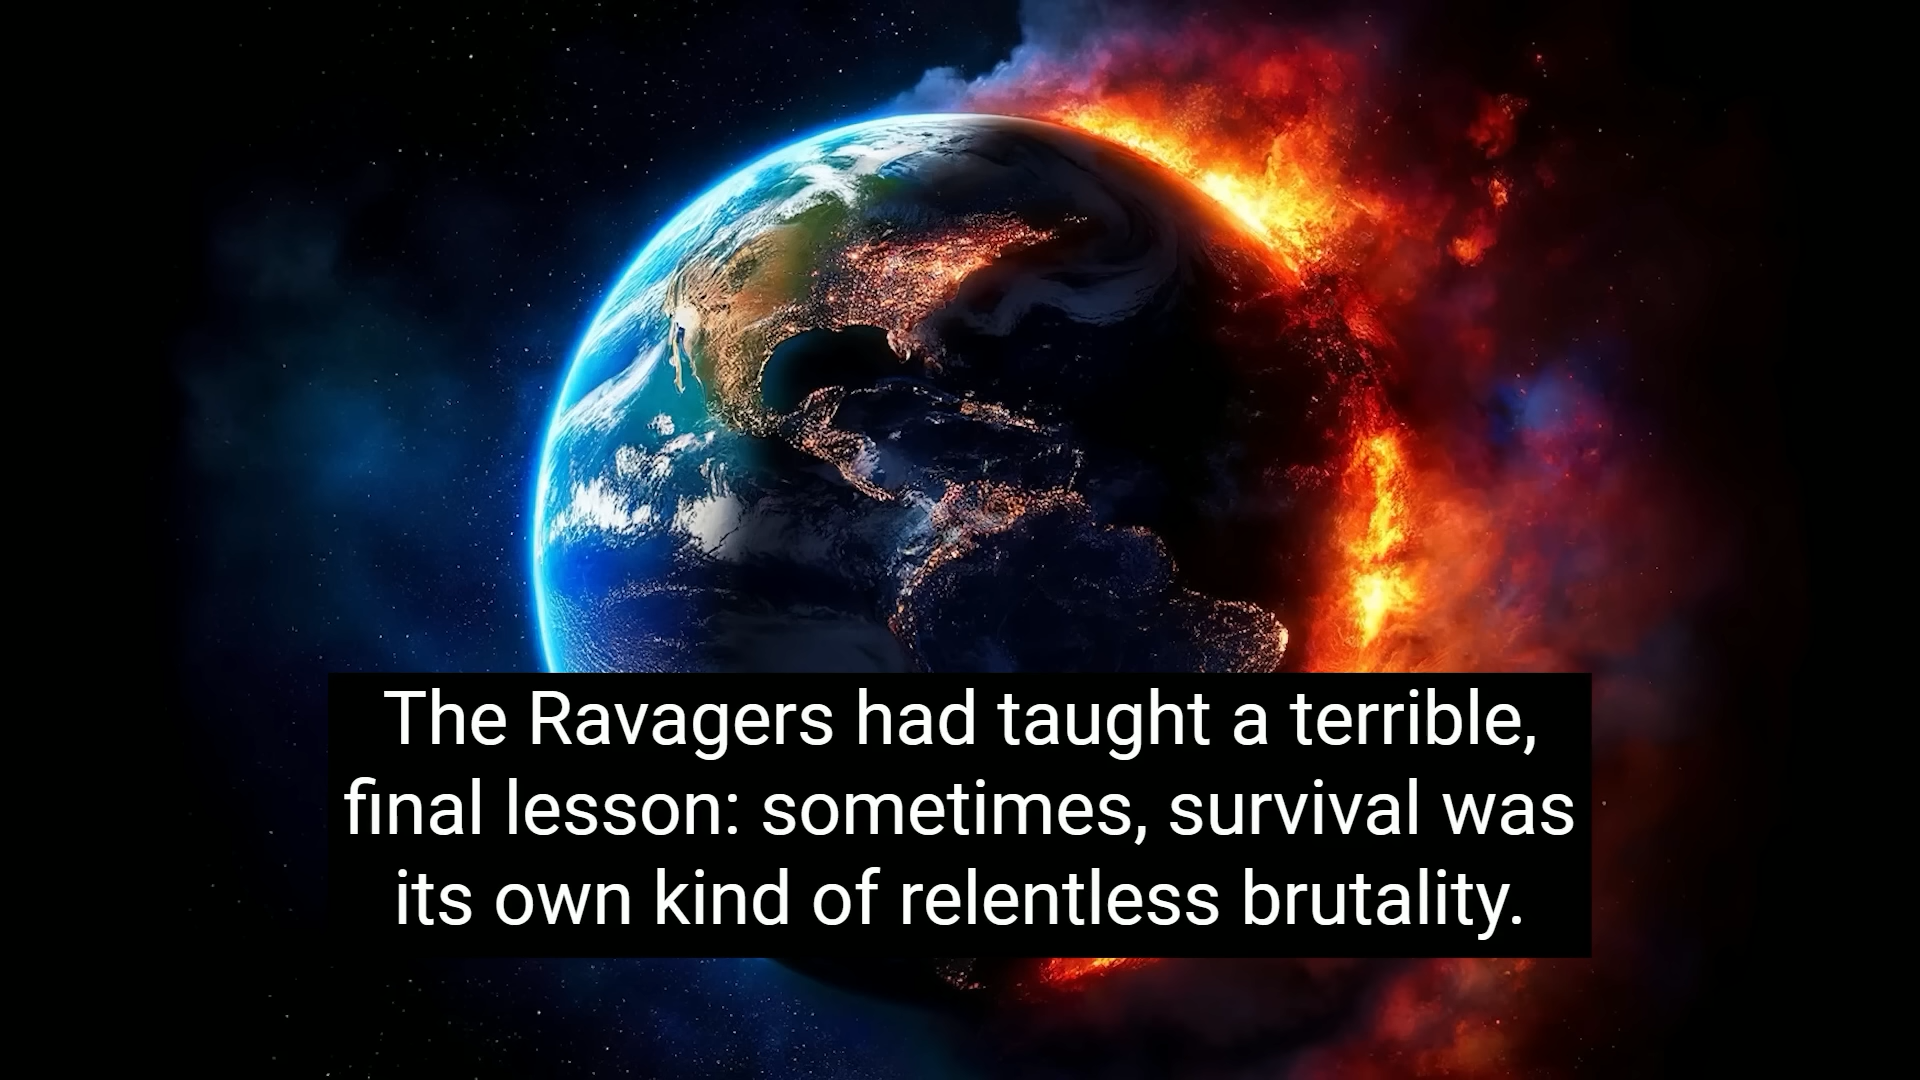 The Ravagers had taught a terrible,
final lesson: sometimes, survival was
its own kind of relentless brutality.